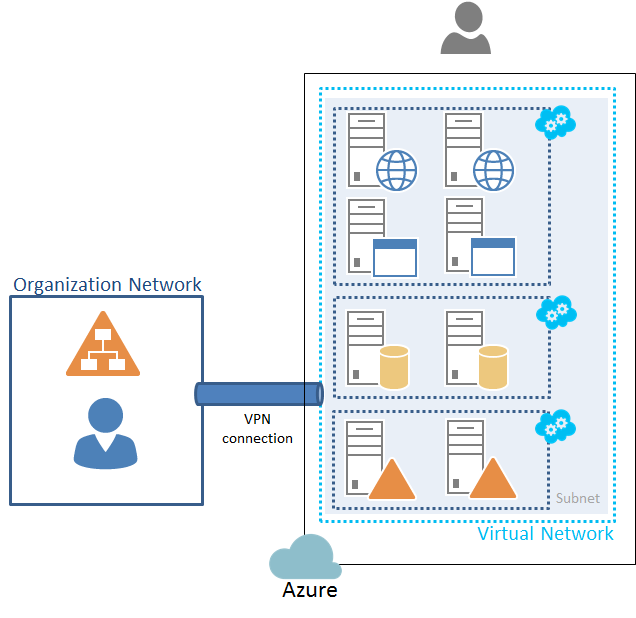 Organization Network
VPN
connection
Subnet
Virtual Network
Azure